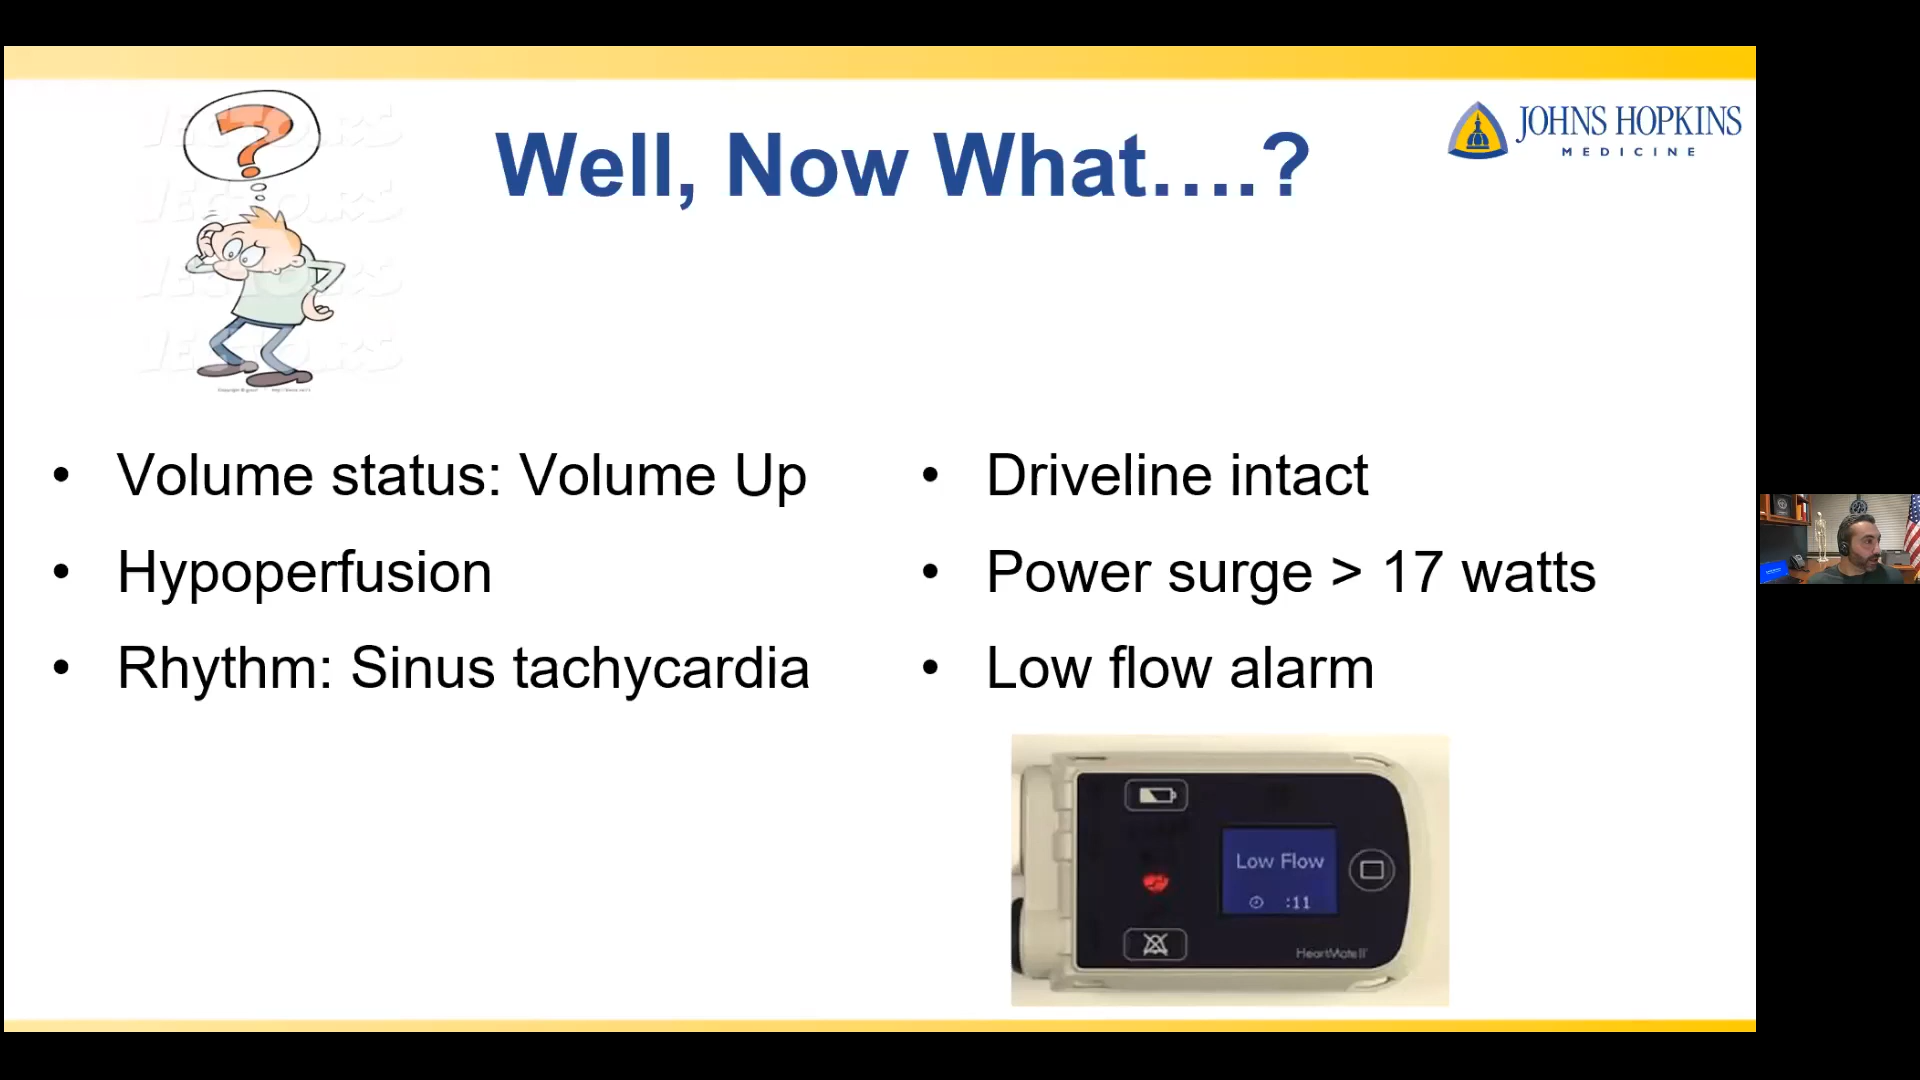 ?
JOHNS HOPKINS
MEDICINE
Well, Now What….?
• Volume status: Volume Up
• Hypoperfusion
• Rhythm: Sinus tachycardia
• Driveline intact
• Power surge > 17 watts
• Low flow alarm
Low Flow
:11
HeartMate II